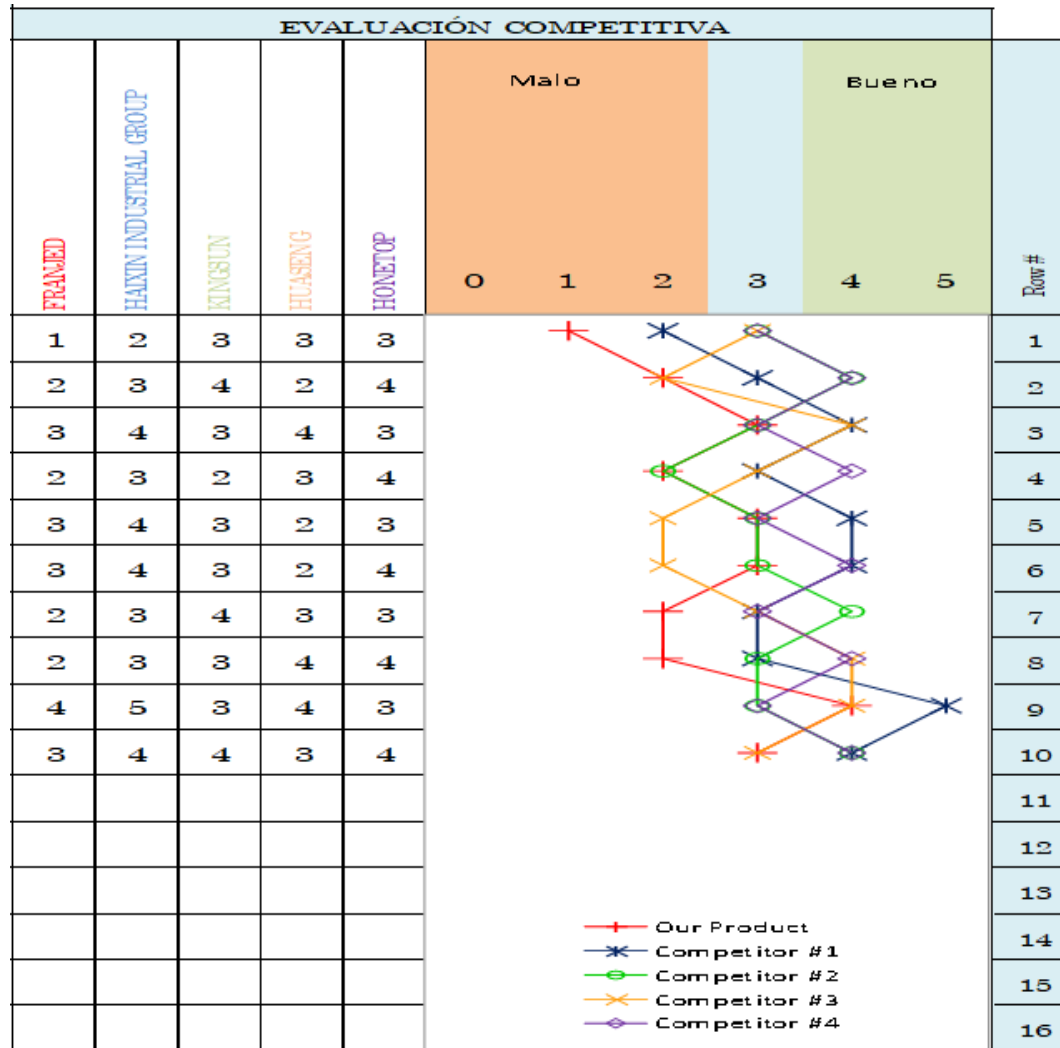 EVALUACIÓN COMPETITIVA
FRANJED
HAIXIN INDUSTRIAL GROUP
KINGSUN
HUASENG
HONETOP
Malo
Bueno
0 1 2 3 4 5
Row #
1 2 3 3 3 1
2 3 4 2 4 2
3 4 3 4 3 3
2 3 2 3 4 4
3 4 3 2 3 5
3 4 3 2 4 6
2 3 4 3 3 7
2 3 3 4 4 8
4 5 3 4 3 9
3 4 4 3 4 10
11
12
13
14
15
16
Our Product
Competitor #1
Competitor #2
Competitor #3
Competitor #4